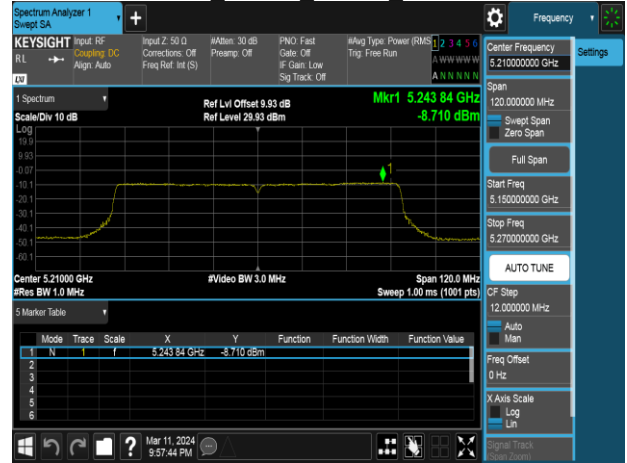 Spectrum Analyzer 1
Swept SA
+
Frequency
KEYSIGHT
RL
LXI
Input: RF
Coupling: DC
Align: Auto
Input Z: 50 Ω
Corrections: Off
Freq Ref: Int (S)
#Atten: 30 dB
Preamp: Off
PNO: Fast
Gate: Off
IF Gain: Low
Sig Track: Off
#Avg Type: Power (RMS
Trig: Free Run
1 2 3 4 5 6
A W W W W W
A N N N N N
Center Frequency
5.210000000 GHz
Settings
Span
120.000000 MHz
Swept Span
Zero Span
Full Span
Start Freq
5.150000000 GHz
Stop Freq
5.270000000 GHz
AUTO TUNE
CF Step
12.000000 MHz
Auto
Man
Freq Offset
0 Hz
X Axis Scale
Log
Lin
Signal Track
(Span Zoom)
1 Spectrum
Scale/Div 10 dB
Ref Lvl Offset 9.93 dB
Ref Level 29.93 dBm
Mkr1 5.243 84 GHz
-8.710 dBm
Log
19.9
9.93
-0.07
-10.1
-20.1
-30.1
-40.1
-50.1
-60.1
1
Center 5.21000 GHz
#Res BW 1.0 MHz
#Video BW 3.0 MHz
Span 120.0 MHz
Sweep 1.00 ms (1001 pts)
5 Marker Table
Mode Trace Scale X Y Function Function Width Function Value
1 N 1 f 5.243 84 GHz -8.710 dBm
2
3
4
5
6
?
Mar 11, 2024
9:57:44 PM